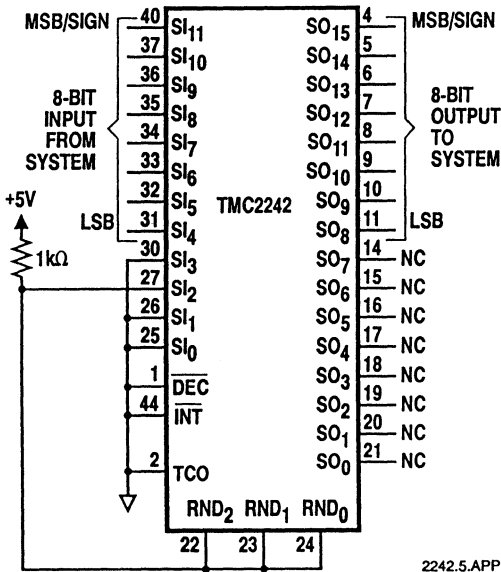 MSB/SIGN
40 SI11
37 SI10
36 SI9
35 SI8
34 SI7
33 SI6
32 SI5
31 SI4
30 SI3
27 SI2
26 SI1
25 SI0
1 DEC
44 INT
2 TCO
8-BIT
INPUT
FROM
SYSTEM
LSB
+5V
1kΩ
TMC2242
SO15 4
SO14 5
SO13 6
SO12 7
SO11 8
SO10 9
SO9 10
SO8 11
SO7 14 NC
SO6 15 NC
SO5 16 NC
SO4 17 NC
SO3 18 NC
SO2 19 NC
SO1 20 NC
SO0 21 NC
MSB/SIGN
8-BIT
OUTPUT
TO
SYSTEM
LSB
RND2 RND1 RND0
22 23 24
2242.5.APP